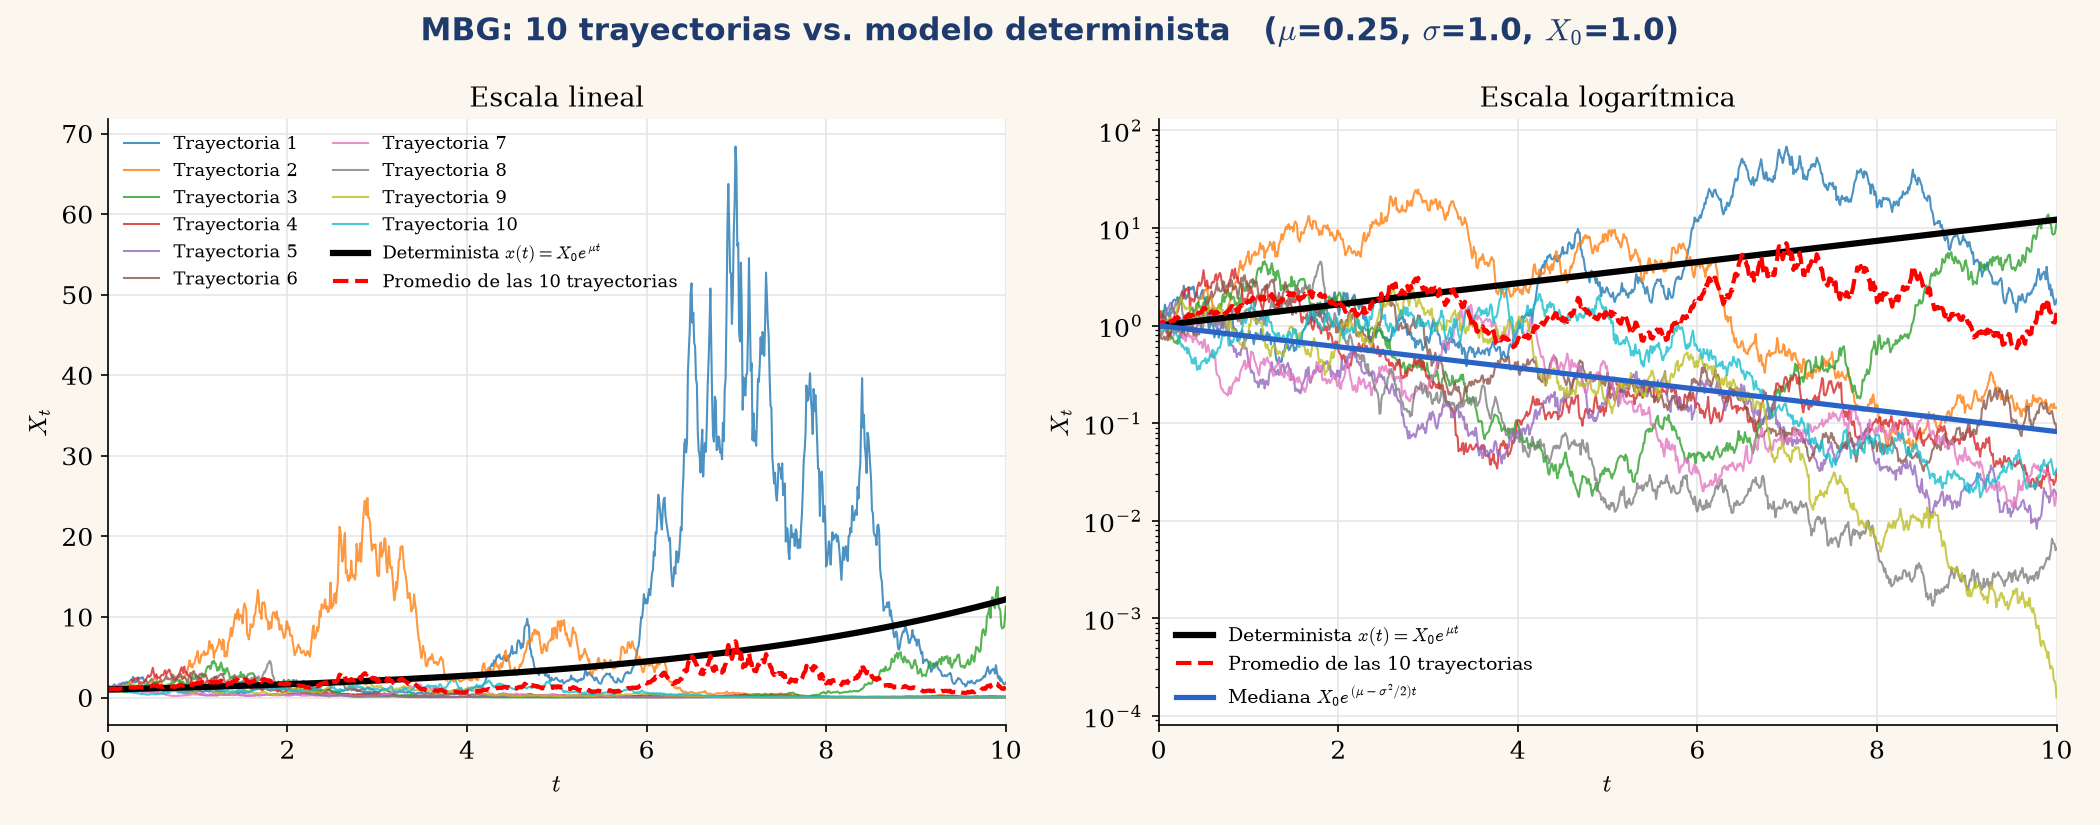 MBG: 10 trayectorias vs. modelo determinista (μ=0.25, σ=1.0, X₀=1.0)
Escala lineal
70
60
50
40
30
20
10
0
X_t
0 2 4 6 8 10
t
Trayectoria 1
Trayectoria 2
Trayectoria 3
Trayectoria 4
Trayectoria 5
Trayectoria 6
Trayectoria 7
Trayectoria 8
Trayectoria 9
Trayectoria 10
Determinista x(t) = X₀e^{μt}
Promedio de las 10 trayectorias
Escala logarítmica
10²
10¹
10⁰
10⁻¹
10⁻²
10⁻³
10⁻⁴
X_t
0 2 4 6 8 10
t
Determinista x(t) = X₀e^{μt}
Promedio de las 10 trayectorias
Mediana X₀e^{(μ − σ²/2)t}